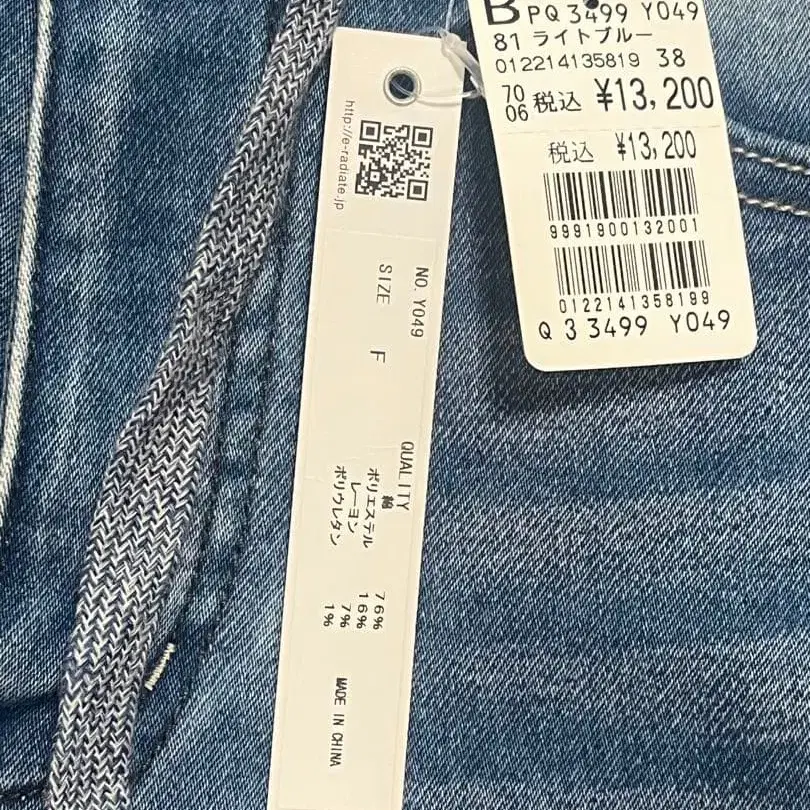 http://e-radiate.jp
NO. Y049
SIZE F
QUALITY
綿 76%
ポリエステル 16%
レーヨン 7%
ポリウレタン 1%
MADE IN CHINA
B PQ 3499 Y049
81 ライトブルー
012214135819 38
70
06 税込 ¥13,200
税込 ¥13,200
9991900132001
0122141358199
Q 3 3499 Y049